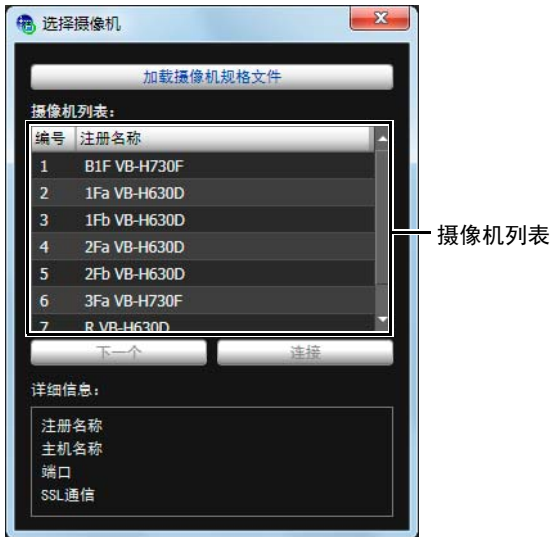 选择摄像机
加载摄像机规格文件
摄像机列表：
编号 注册名称
1 B1F VB-H730F
2 1Fa VB-H630D
3 1Fb VB-H630D
4 2Fa VB-H630D
5 2Fb VB-H630D
6 3Fa VB-H730F
7 R VB-H630D
摄像机列表
下一个 连接
详细信息：
注册名称
主机名称
端口
SSL通信